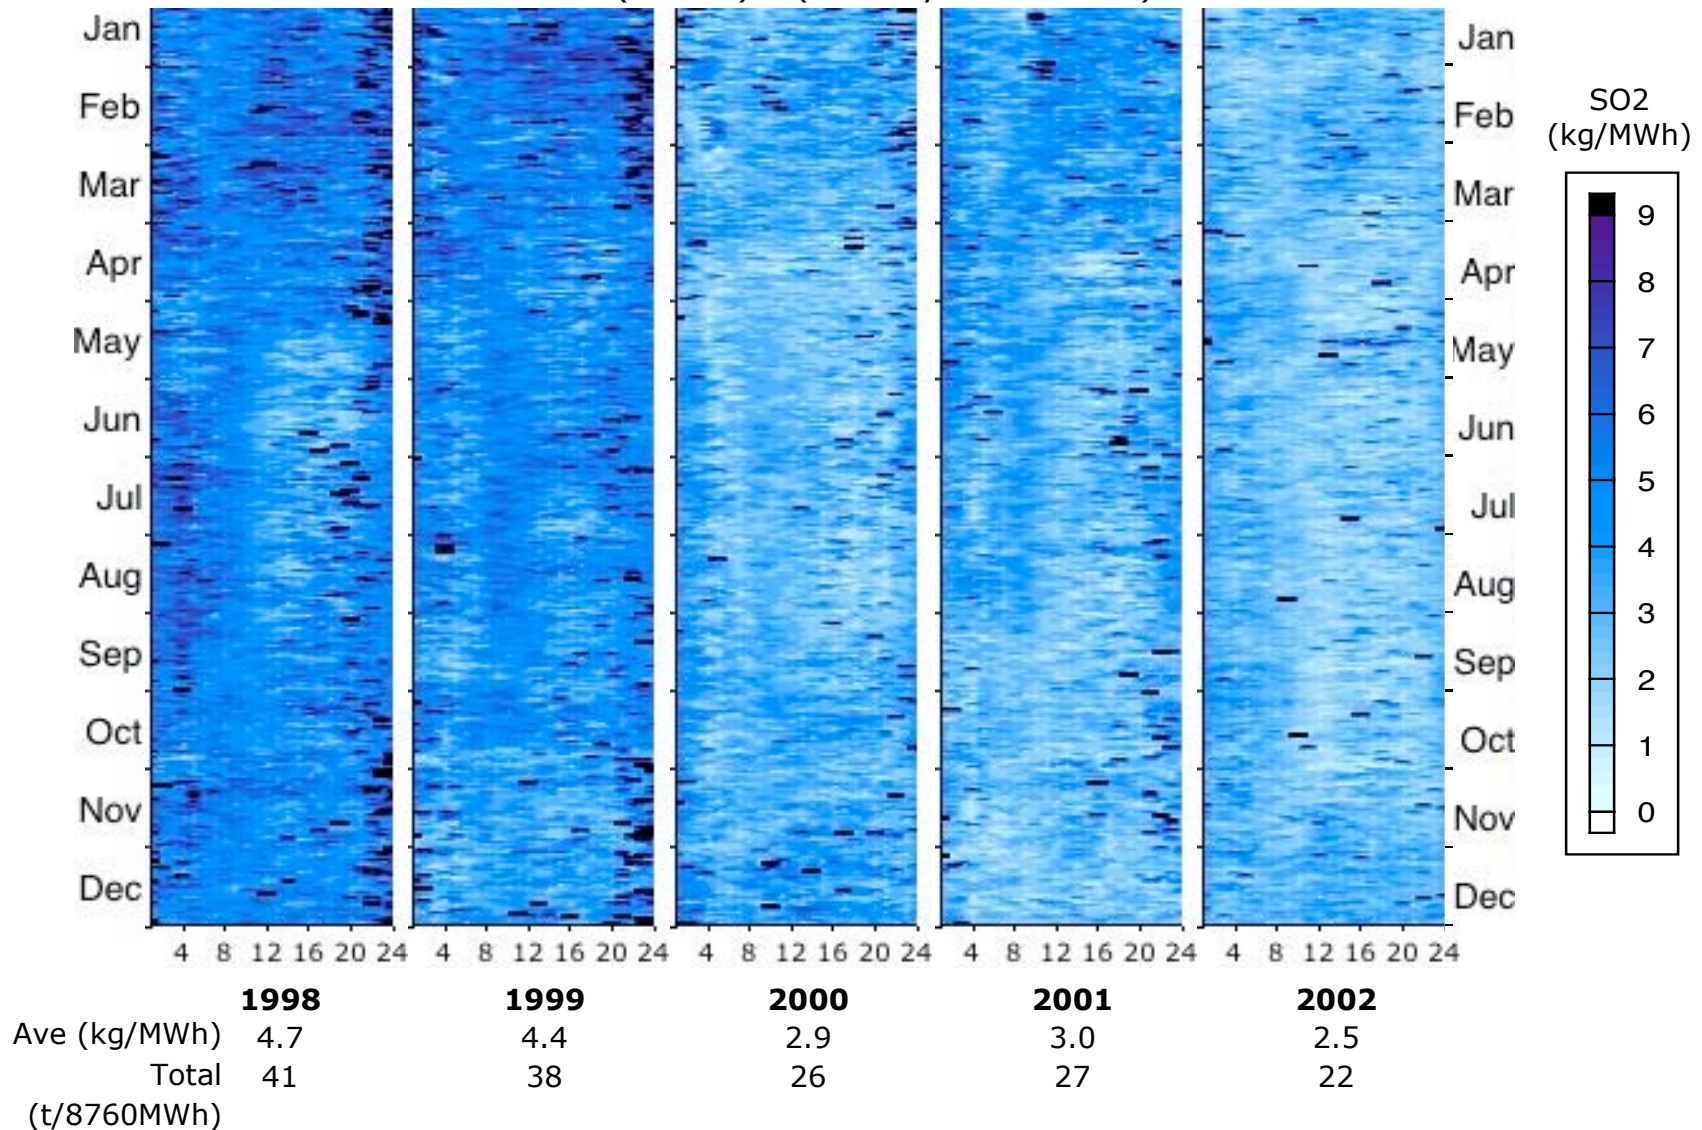 Jan
Feb
Mar
Apr
May
Jun
Jul
Aug
Sep
Oct
Nov
Dec
Jan
Feb
Mar
Apr
May
Jun
Jul
Aug
Sep
Oct
Nov
Dec
SO2
(kg/MWh)
9
8
7
6
5
4
3
2
1
0
4 8 12 16 20 24 4 8 12 16 20 24 4 8 12 16 20 24 4 8 12 16 20 24 4 8 12 16 20 24
1998 1999 2000 2001 2002
Ave (kg/MWh) 4.7 4.4 2.9 3.0 2.5
Total 41 38 26 27 22
(t/8760MWh)